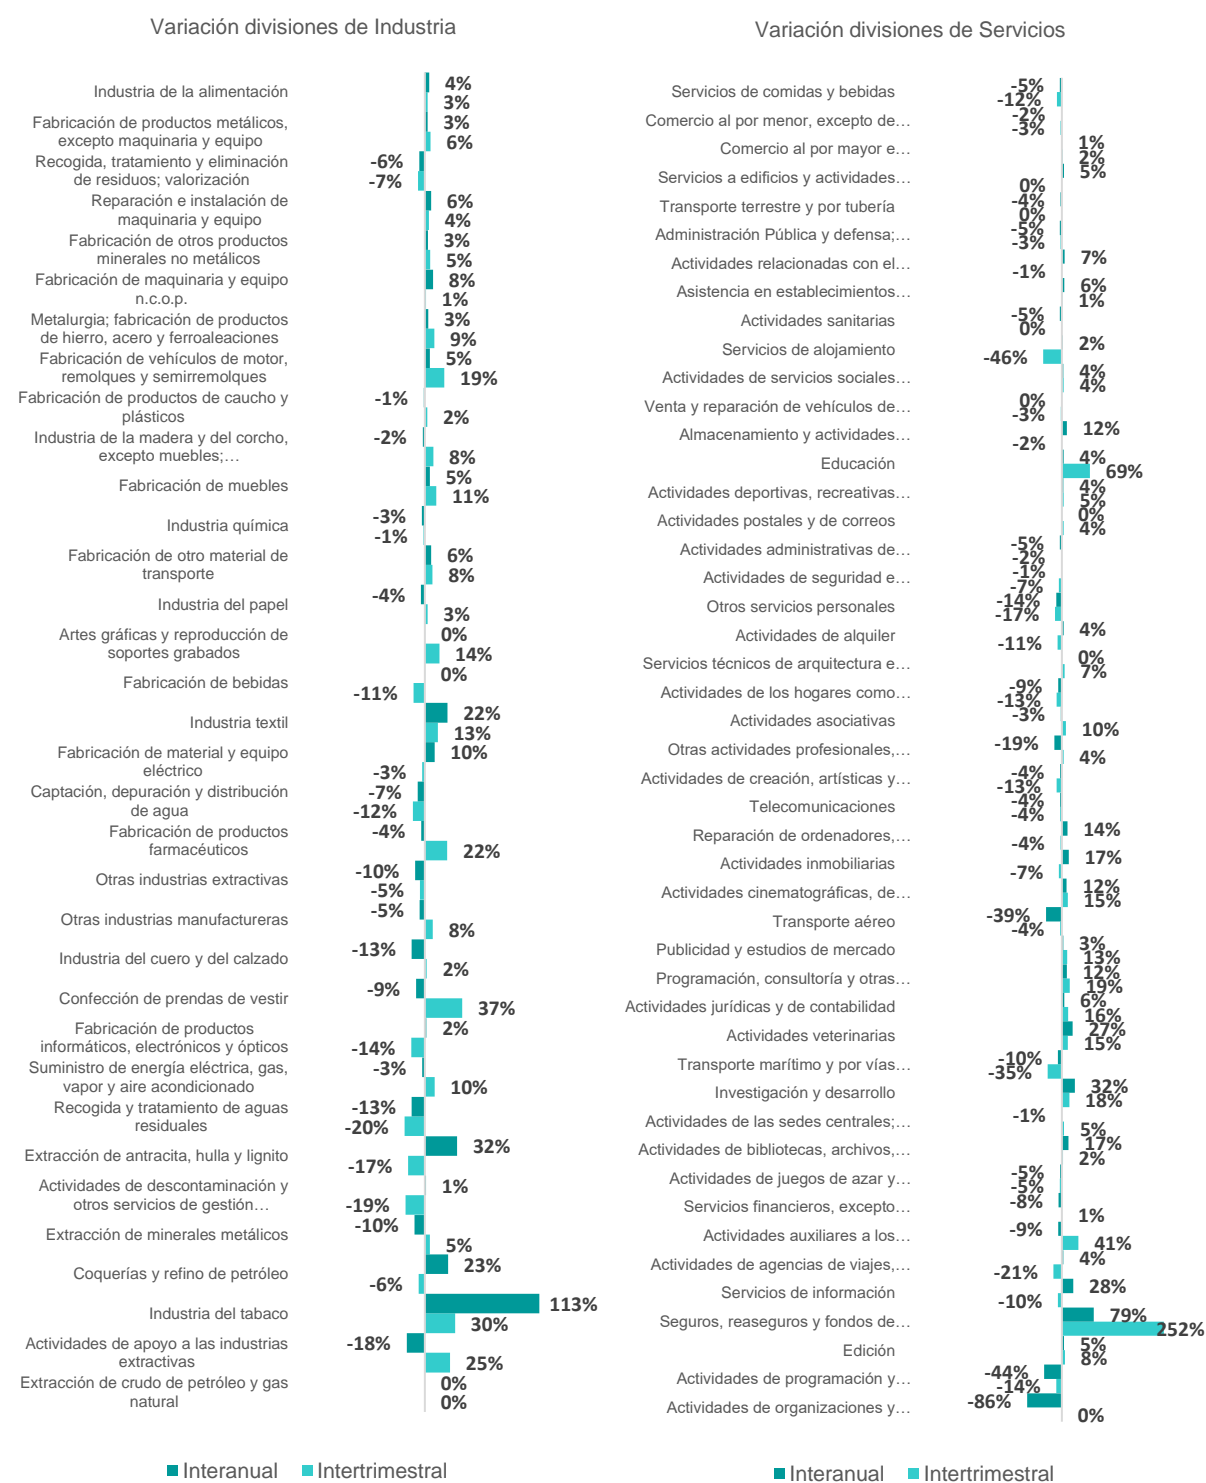 Variación divisiones de Industria
Industria de la alimentación
4%
3%
Fabricación de productos metálicos,
excepto maquinaria y equipo
3%
6%
Recogida, tratamiento y eliminación
de residuos; valorización
-6%
-7%
Reparación e instalación de
maquinaria y equipo
6%
4%
Fabricación de otros productos
minerales no metálicos
3%
5%
Fabricación de maquinaria y equipo
n.c.o.p.
8%
1%
Metalurgia; fabricación de productos
de hierro, acero y ferroaleaciones
3%
9%
Fabricación de vehículos de motor,
remolques y semirremolques
5%
19%
Fabricación de productos de caucho y
plásticos
-1%
2%
Industria de la madera y del corcho,
excepto muebles;…
-2%
8%
Fabricación de muebles
5%
11%
Industria química
-3%
-1%
Fabricación de otro material de
transporte
6%
8%
Industria del papel
-4%
3%
Artes gráficas y reproducción de
soportes grabados
0%
14%
Fabricación de bebidas
0%
-11%
Industria textil
22%
13%
Fabricación de material y equipo
eléctrico
10%
-3%
Captación, depuración y distribución
de agua
-7%
-12%
Fabricación de productos
farmacéuticos
-4%
22%
Otras industrias extractivas
-10%
-5%
Otras industrias manufactureras
-5%
8%
Industria del cuero y del calzado
-13%
2%
Confección de prendas de vestir
-9%
37%
Fabricación de productos
informáticos, electrónicos y ópticos
2%
-14%
Suministro de energía eléctrica, gas,
vapor y aire acondicionado
-3%
10%
Recogida y tratamiento de aguas
residuales
-13%
-20%
Extracción de antracita, hulla y lignito
32%
-17%
Actividades de descontaminación y
otros servicios de gestión…
1%
-19%
Extracción de minerales metálicos
-10%
5%
Coquerías y refino de petróleo
23%
-6%
Industria del tabaco
113%
30%
Actividades de apoyo a las industrias
extractivas
-18%
25%
Extracción de crudo de petróleo y gas
natural
0%
0%
Interanual
Intertrimestral
Variación divisiones de Servicios
Servicios de comidas y bebidas
-5%
-12%
Comercio al por menor, excepto de…
-2%
-3%
Comercio al por mayor e…
1%
2%
Servicios a edificios y actividades…
5%
0%
Transporte terrestre y por tubería
-4%
0%
Administración Pública y defensa;…
-5%
-3%
Actividades relacionadas con el…
7%
-1%
Asistencia en establecimientos…
6%
1%
Actividades sanitarias
-5%
0%
Servicios de alojamiento
2%
-46%
Actividades de servicios sociales…
4%
4%
Venta y reparación de vehículos de…
0%
-3%
Almacenamiento y actividades…
12%
-2%
Educación
4%
69%
Actividades deportivas, recreativas…
4%
5%
Actividades postales y de correos
0%
4%
Actividades administrativas de…
-5%
-2%
Actividades de seguridad e…
-1%
-7%
Otros servicios personales
-14%
-17%
Actividades de alquiler
4%
-11%
Servicios técnicos de arquitectura e…
0%
7%
Actividades de los hogares como…
-9%
-13%
Actividades asociativas
-3%
10%
Otras actividades profesionales,…
-19%
4%
Actividades de creación, artísticas y…
-4%
-13%
Telecomunicaciones
-4%
-4%
Reparación de ordenadores,…
14%
-4%
Actividades inmobiliarias
17%
-7%
Actividades cinematográficas, de…
12%
15%
Transporte aéreo
-39%
-4%
Publicidad y estudios de mercado
3%
13%
Programación, consultoría y otras…
12%
19%
Actividades jurídicas y de contabilidad
6%
16%
Actividades veterinarias
27%
15%
Transporte marítimo y por vías…
-10%
-35%
Investigación y desarrollo
32%
18%
Actividades de las sedes centrales;…
-1%
5%
Actividades de bibliotecas, archivos,…
17%
2%
Actividades de juegos de azar y…
-5%
-5%
Servicios financieros, excepto…
-8%
1%
Actividades auxiliares a los…
-9%
41%
Actividades de agencias de viajes,…
4%
-21%
Servicios de información
28%
-10%
Seguros, reaseguros y fondos de…
79%
252%
Edición
5%
8%
Actividades de programación y…
-44%
-14%
Actividades de organizaciones y…
-86%
0%
Interanual
Intertrimestral